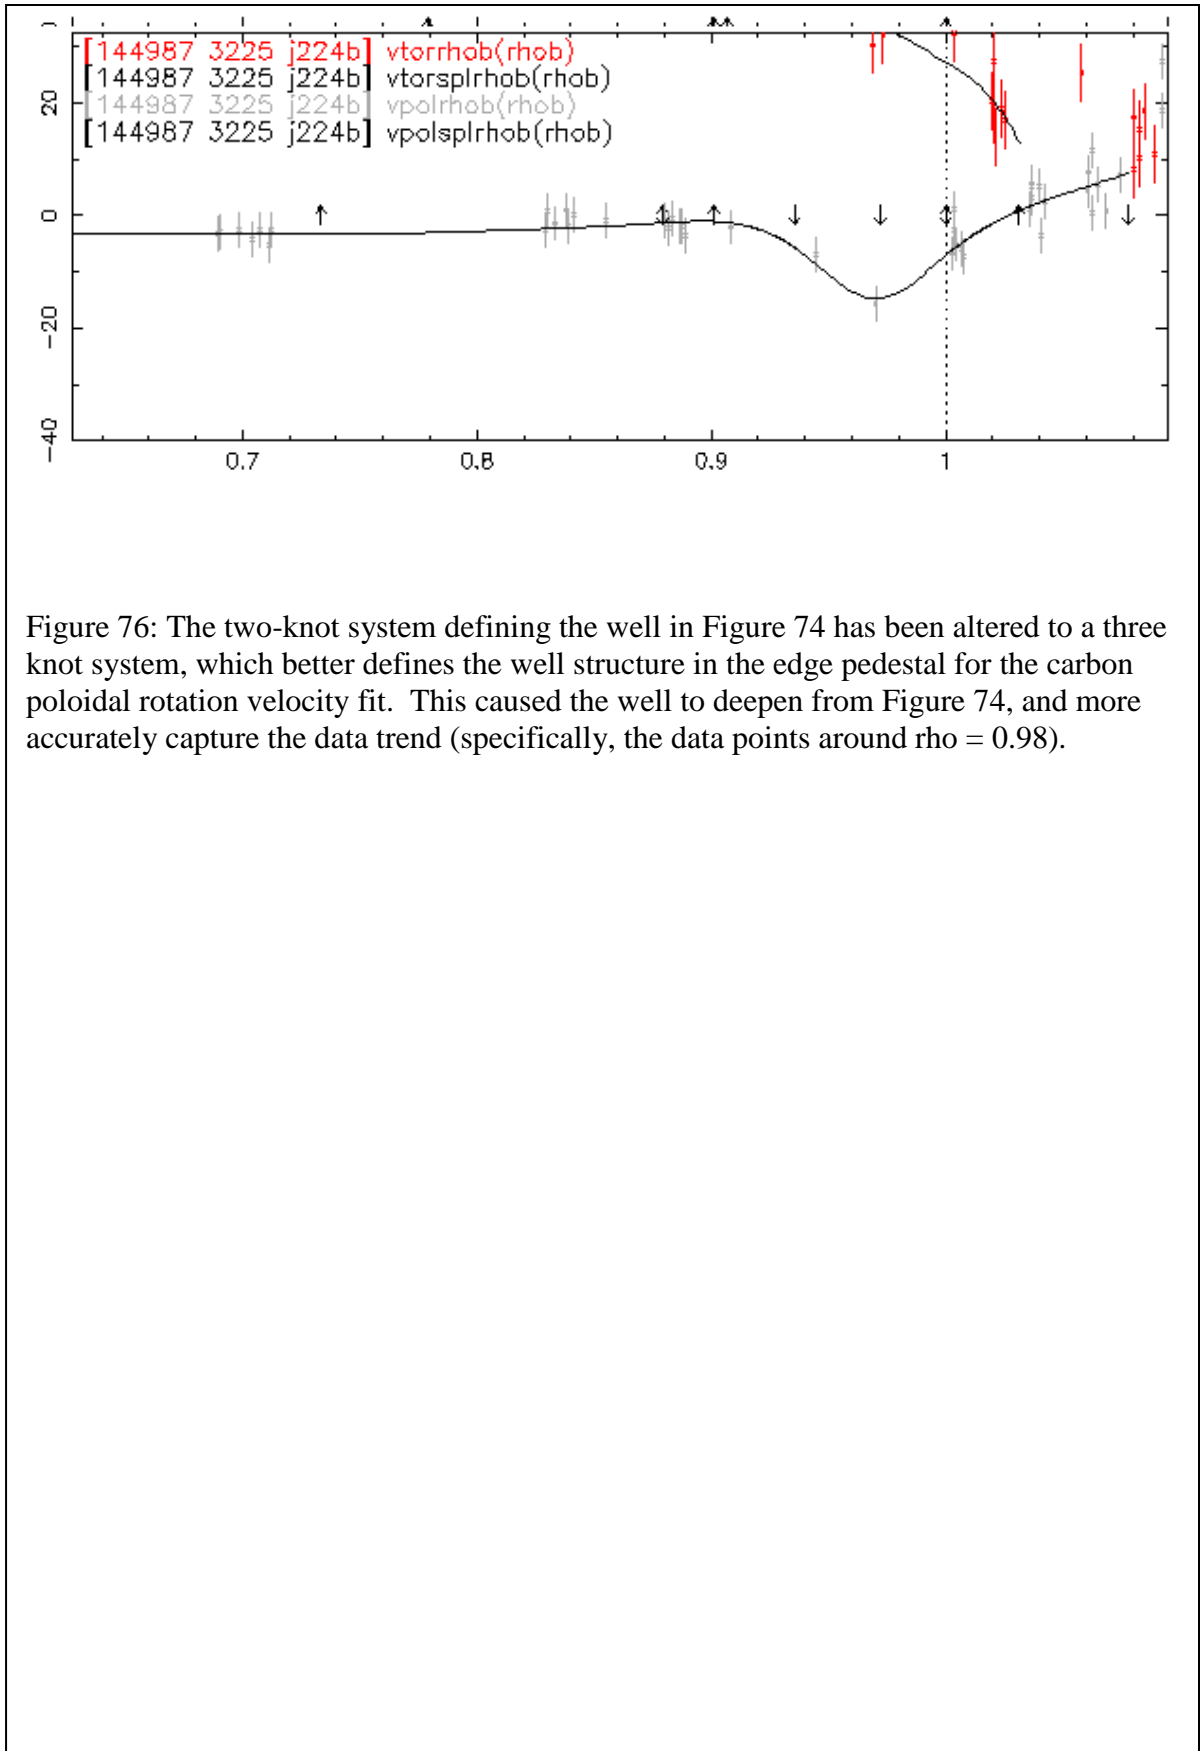 [144987 3225 j224b] vtorrhob(rhob)
[144987 3225 j224b] vtorsplrhob(rhob)
[144987 3225 j224b] vpolrhob(rhob)
[144987 3225 j224b] vpolsplrhob(rhob)
20
0
-20
-40
0.7 0.8 0.9 1
Figure 76: The two-knot system defining the well in Figure 74 has been altered to a three
knot system, which better defines the well structure in the edge pedestal for the carbon
poloidal rotation velocity fit. This caused the well to deepen from Figure 74, and more
accurately capture the data trend (specifically, the data points around rho = 0.98).